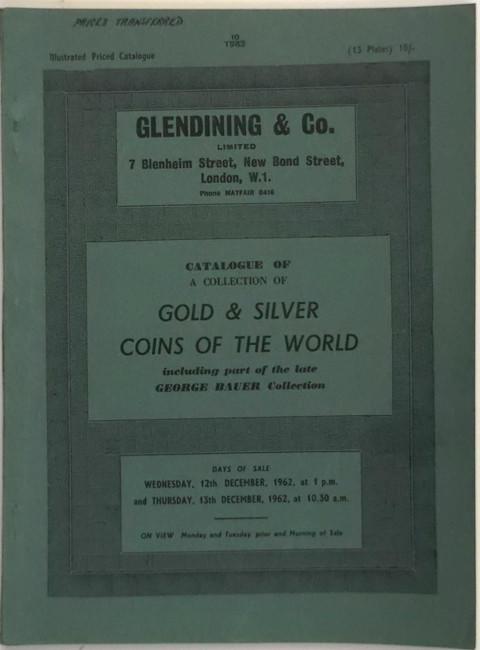 PRICES TRANSFERRED
10
1962
Illustrated Priced Catalogue
(15 Plates) 10/-
GLENDINING & Co.
LIMITED
7 Blenheim Street, New Bond Street,
London, W.1.
Phone MAYFAIR 8416
CATALOGUE OF
A COLLECTION OF
GOLD & SILVER
COINS OF THE WORLD
including part of the late
GEORGE BAUER Collection
DAYS OF SALE
WEDNESDAY, 12th DECEMBER, 1962, at 1 p.m.
and THURSDAY, 13th DECEMBER, 1962, at 10.30 a.m.
ON VIEW Monday and Tuesday prior and Morning of Sale